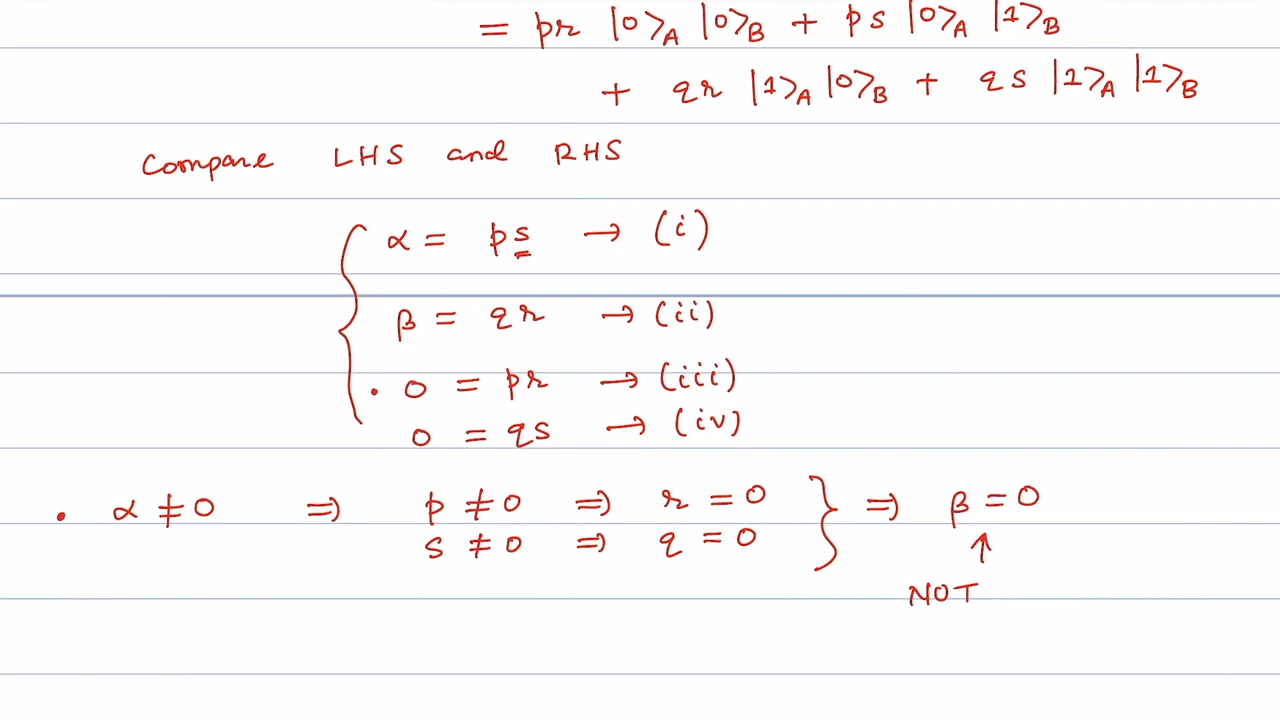 = pr |0⟩_A |0⟩_B + ps |0⟩_A |1⟩_B
+ qr |1⟩_A |0⟩_B + qs |1⟩_A |1⟩_B
Compare LHS and RHS
α = ps → (i)
β = qr → (ii)
. 0 = pr → (iii)
0 = qs → (iv)
. α ≠ 0 ⇒ p ≠ 0 ⇒ r = 0 } ⇒ β = 0
s ≠ 0 ⇒ q = 0 ↑
NOT